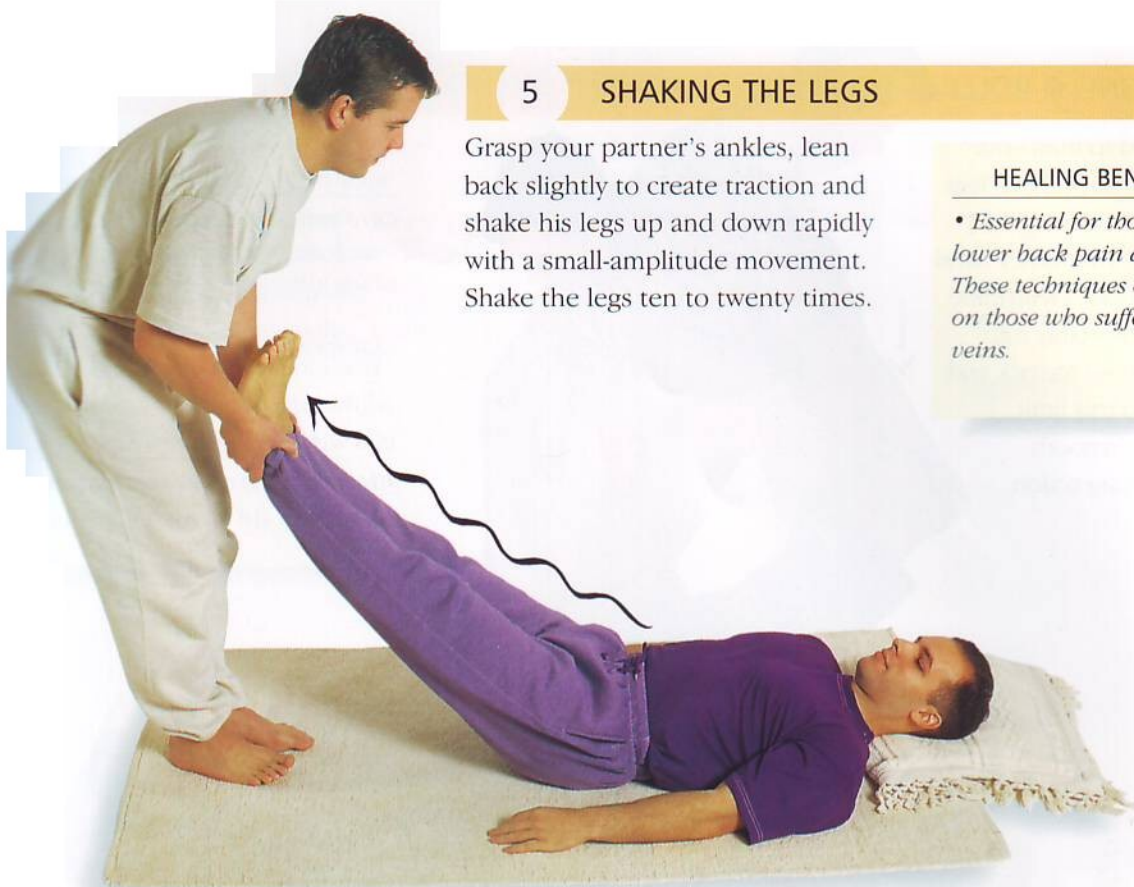 5 SHAKING THE LEGS
Grasp your partner's ankles, lean
back slightly to create traction and
shake his legs up and down rapidly
with a small-amplitude movement.
Shake the legs ten to twenty times.
HEALING
• Essential for
lower back pain
These techniques
on those who
veins.